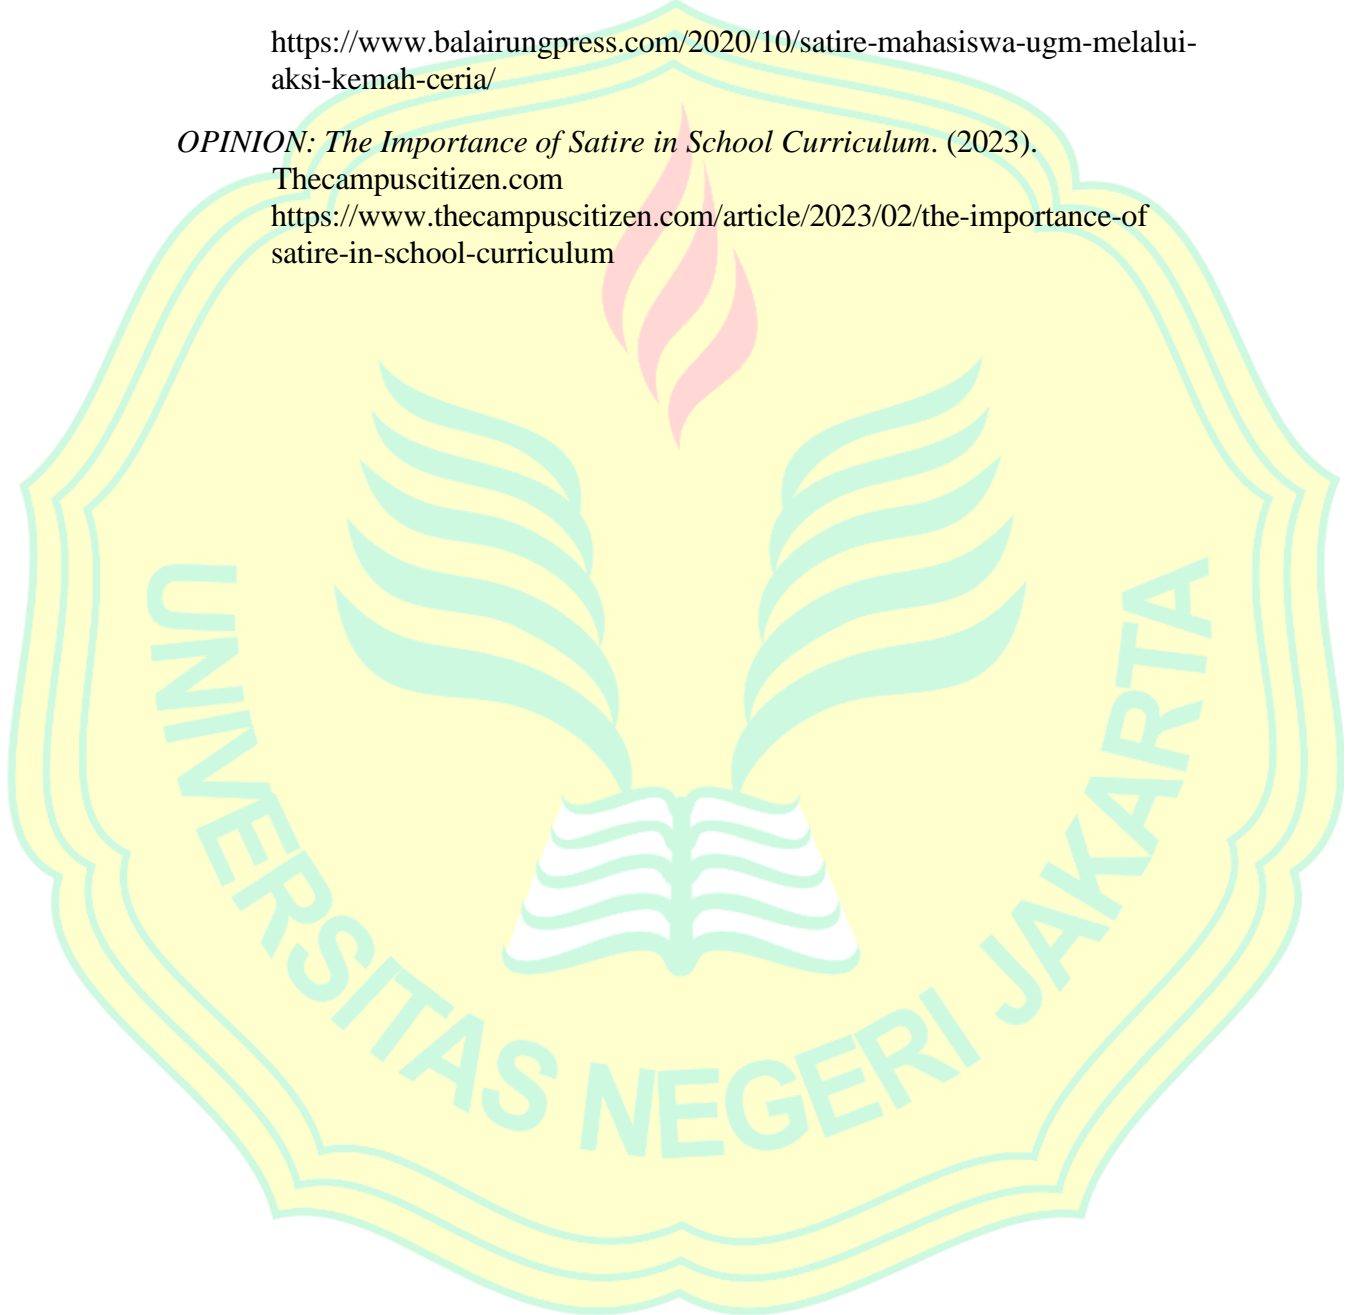 https://www.balairungpress.com/2020/10/satire-mahasiswa-ugm-melalui-
aksi-kemah-ceria/
OPINION: The Importance of Satire in School Curriculum. (2023).
Thecampuscitizen.com
https://www.thecampuscitizen.com/article/2023/02/the-importance-of
satire-in-school-curriculum
UNIVERSITAS NEGERI JAKARTA